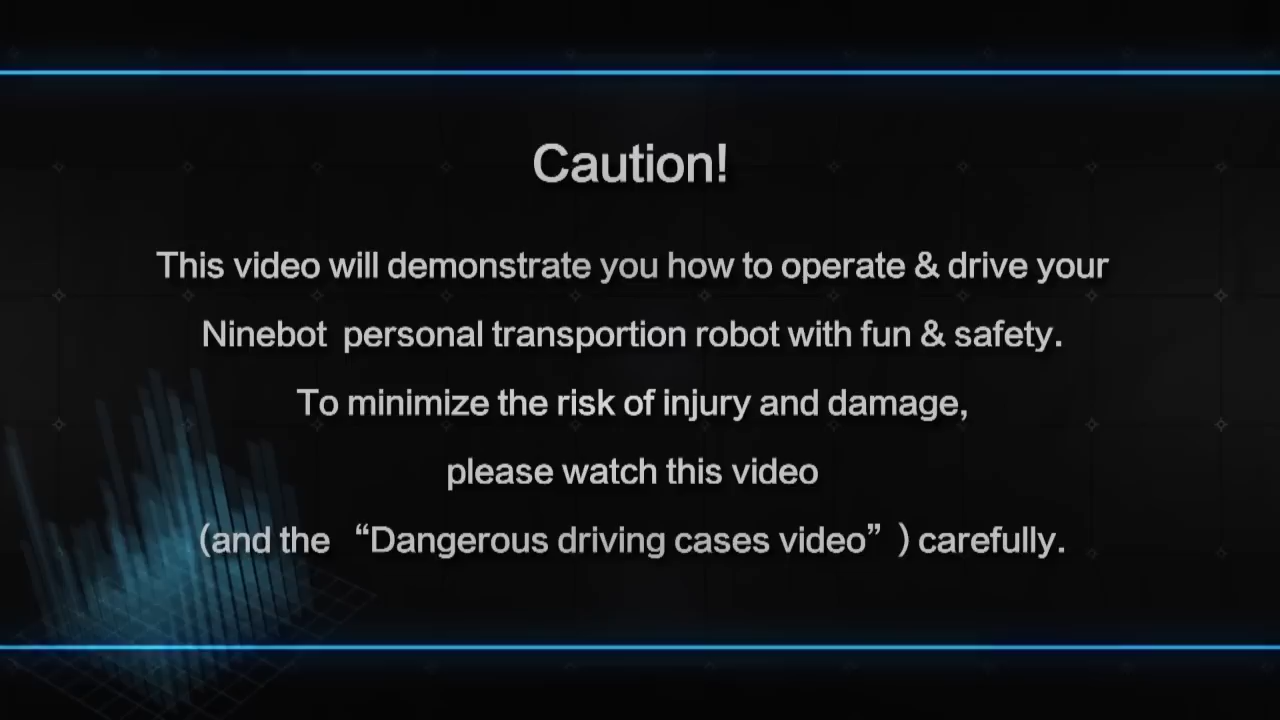 Caution!
This video will demonstrate you how to operate & drive your
Ninebot personal transportion robot with fun & safety.
To minimize the risk of injury and damage,
please watch this video
(and the “Dangerous driving cases video” ) carefully.